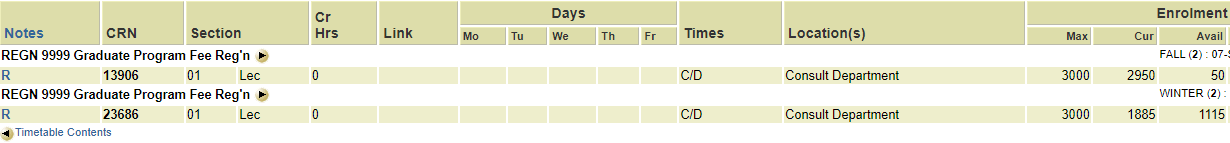 Days Enrolment
Notes CRN Section Cr Hrs Link Mo Tu We Th Fr Times Location(s) Max Cur Avail
REGN 9999 Graduate Program Fee Reg'n FALL (2) : 07-
R 13906 01 Lec 0 C/D Consult Department 3000 2950 50
REGN 9999 Graduate Program Fee Reg'n WINTER (2) :
R 23686 01 Lec 0 C/D Consult Department 3000 1885 1115
Timetable Contents